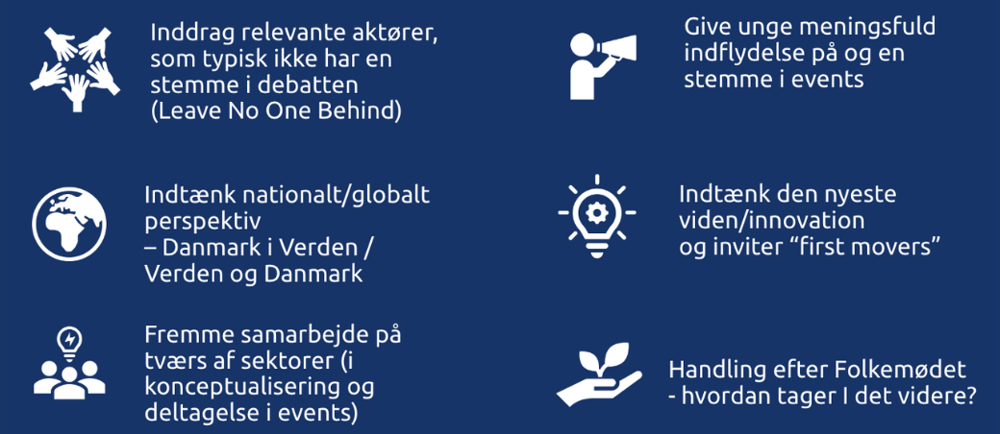 Inddrag relevante aktører,
som typisk ikke har en
stemme i debatten
(Leave No One Behind)
Give unge meningsfuld
indflydelse på og en
stemme i events
Indtænk nationalt/globalt
perspektiv
– Danmark i Verden /
Verden og Danmark
Indtænk den nyeste
viden/innovation
og inviter “first movers”
Fremme samarbejde på
tværs af sektorer (i
konceptualisering og
deltagelse i events)
Handling efter Folkemødet
- hvordan tager I det videre?